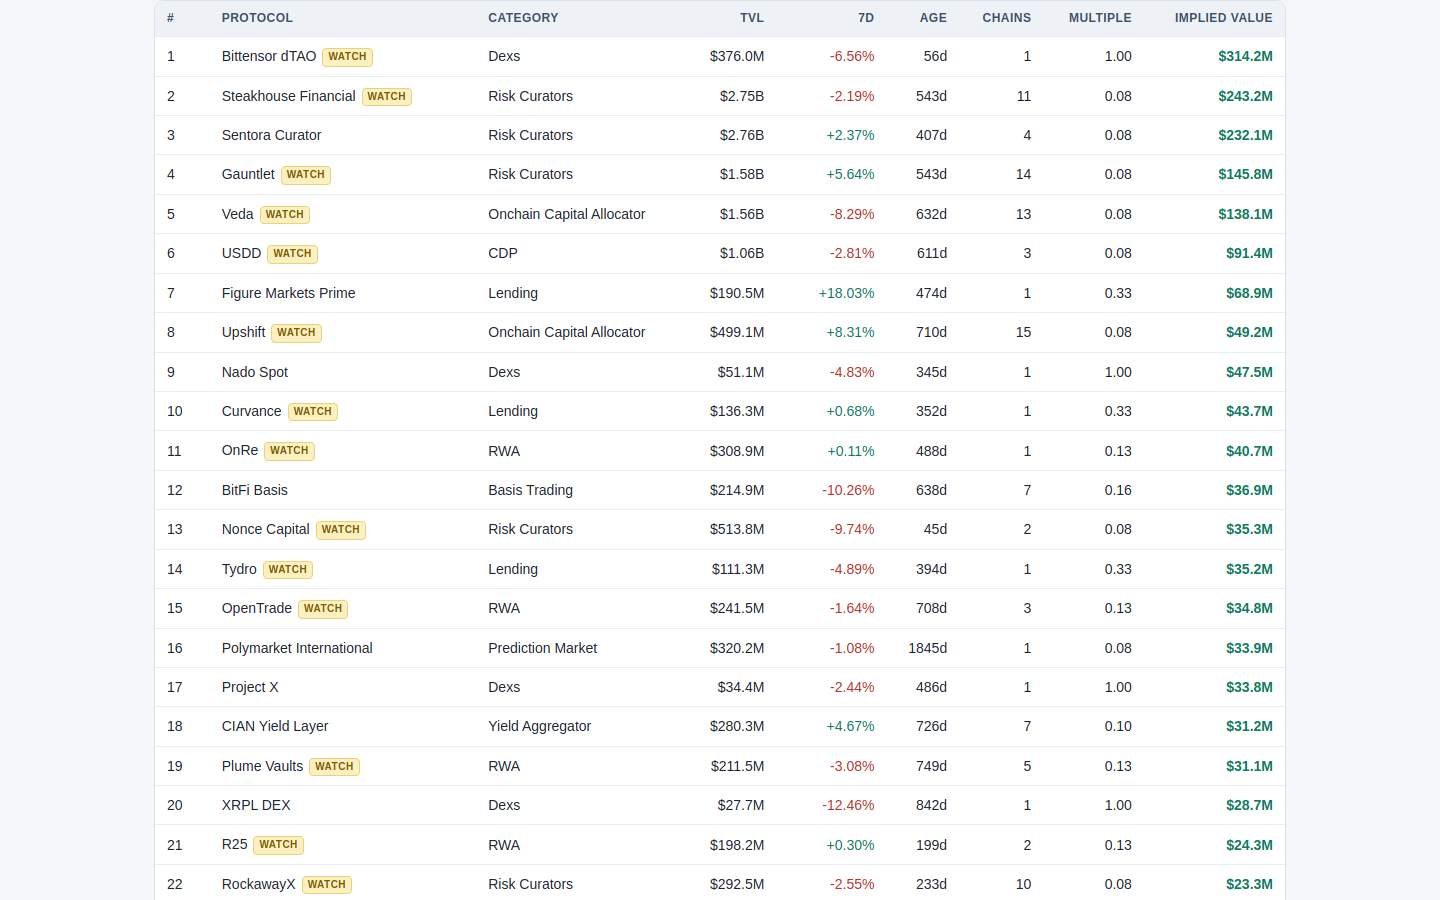 # PROTOCOL CATEGORY TVL 7D AGE CHAINS MULTIPLE IMPLIED VALUE
1 Bittensor dTAO WATCH Dexs $376.0M -6.56% 56d 1 1.00 $314.2M
2 Steakhouse Financial WATCH Risk Curators $2.75B -2.19% 543d 11 0.08 $243.2M
3 Sentora Curator Risk Curators $2.76B +2.37% 407d 4 0.08 $232.1M
4 Gauntlet WATCH Risk Curators $1.58B +5.64% 543d 14 0.08 $145.8M
5 Veda WATCH Onchain Capital Allocator $1.56B -8.29% 632d 13 0.08 $138.1M
6 USDD WATCH CDP $1.06B -2.81% 611d 3 0.08 $91.4M
7 Figure Markets Prime Lending $190.5M +18.03% 474d 1 0.33 $68.9M
8 Upshift WATCH Onchain Capital Allocator $499.1M +8.31% 710d 15 0.08 $49.2M
9 Nado Spot Dexs $51.1M -4.83% 345d 1 1.00 $47.5M
10 Curvance WATCH Lending $136.3M +0.68% 352d 1 0.33 $43.7M
11 OnRe WATCH RWA $308.9M +0.11% 488d 1 0.13 $40.7M
12 BitFi Basis Basis Trading $214.9M -10.26% 638d 7 0.16 $36.9M
13 Nonce Capital WATCH Risk Curators $513.8M -9.74% 45d 2 0.08 $35.3M
14 Tydro WATCH Lending $111.3M -4.89% 394d 1 0.33 $35.2M
15 OpenTrade WATCH RWA $241.5M -1.64% 708d 3 0.13 $34.8M
16 Polymarket International Prediction Market $320.2M -1.08% 1845d 1 0.08 $33.9M
17 Project X Dexs $34.4M -2.44% 486d 1 1.00 $33.8M
18 CIAN Yield Layer Yield Aggregator $280.3M +4.67% 726d 7 0.10 $31.2M
19 Plume Vaults WATCH RWA $211.5M -3.08% 749d 5 0.13 $31.1M
20 XRPL DEX Dexs $27.7M -12.46% 842d 1 1.00 $28.7M
21 R25 WATCH RWA $198.2M +0.30% 199d 2 0.13 $24.3M
22 RockawayX WATCH Risk Curators $292.5M -2.55% 233d 10 0.08 $23.3M